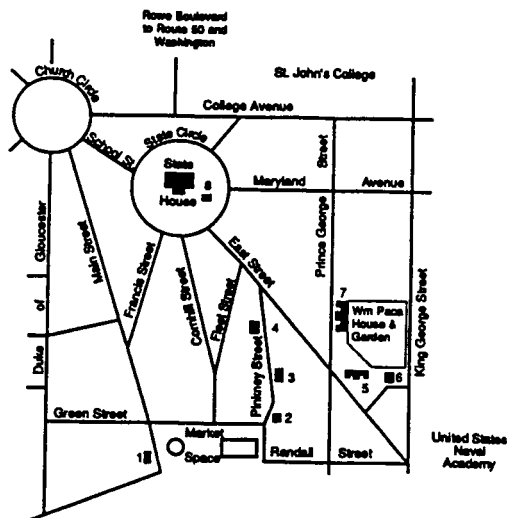 Rowe Boulevard
to Route 50 and
Washington
St. John's College
Church Circle
College Avenue
School St
State Circle
State
House
8
Maryland Avenue
Street
Prince George
Gloucester
of
Duke
Main Street
Francis Street
Cornhill Street
Fleet Street
East Street
Pinkney Street
King George Street
7
Wm Paca
House &
Garden
4
3
5
6
2
Green Street
Market
Space
1
Randall Street
United States
Naval
Academy